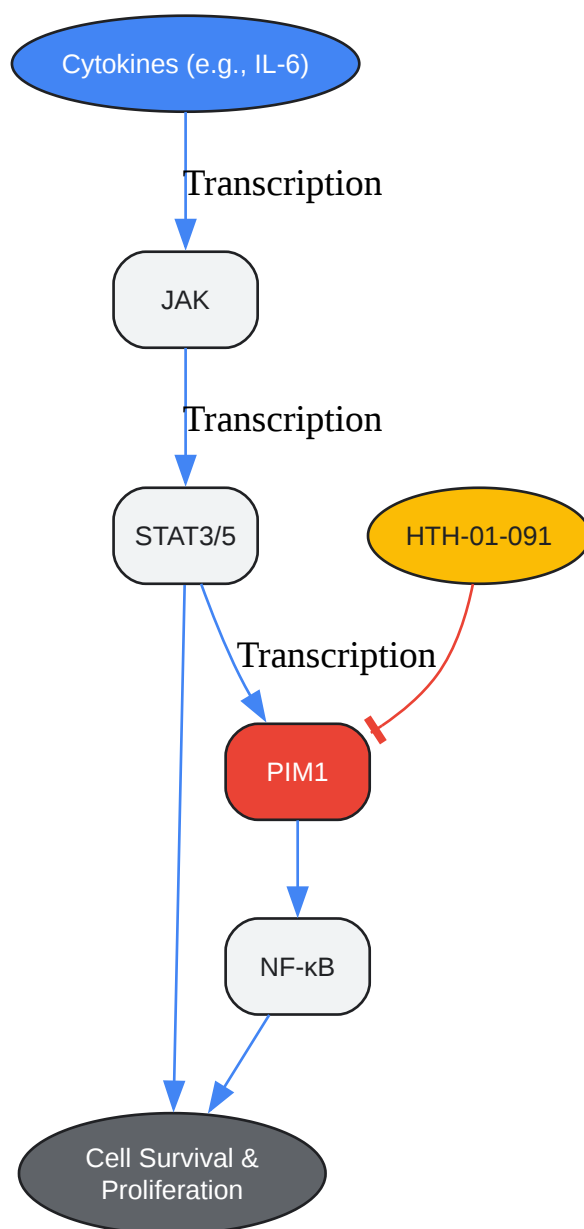 Cytokines (e.g., IL-6)
Transcription
JAK
Transcription
STAT3/5
HTH-01-091
Transcription
PIM1
NF-κB
Cell Survival &
Proliferation